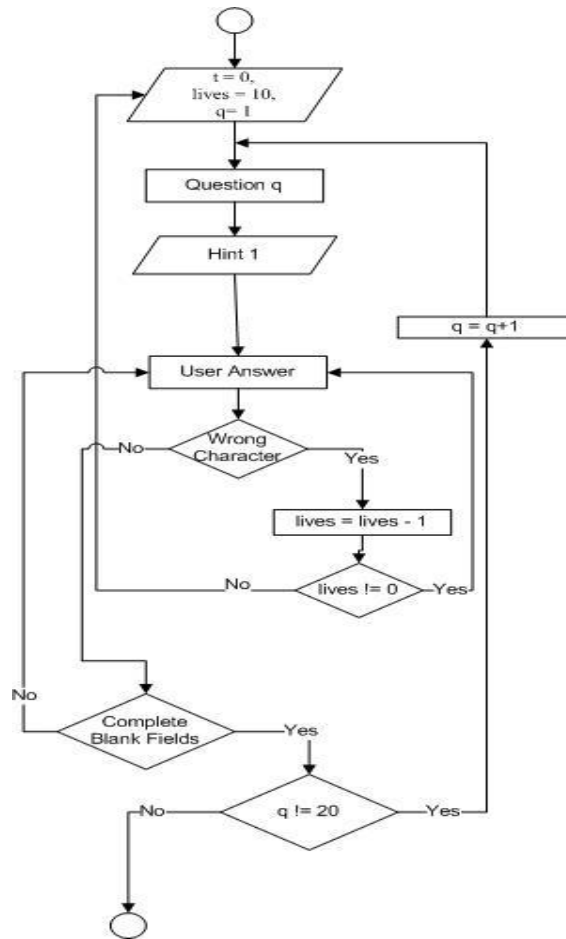 t = 0,
lives = 10,
q= 1
Question q
Hint 1
q = q+1
User Answer
No
Wrong
Character
Yes
lives = lives - 1
No
lives != 0
Yes
No
Complete
Blank Fields
Yes
No
q != 20
Yes